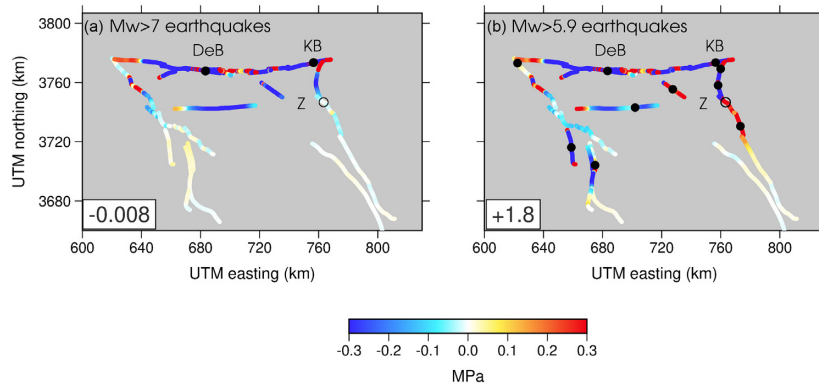 (a) Mw>7 earthquakes
(b) Mw>5.9 earthquakes
3807
3760
3720
3680
UTM northing (km)
DeB
KB
Z
-0.008
DeB
KB
Z
+1.8
600 640 680 720 760 800
600 640 680 720 760 800
UTM easting (km)
UTM easting (km)
-0.3 -0.2 -0.1 0.0 0.1 0.2 0.3
MPa